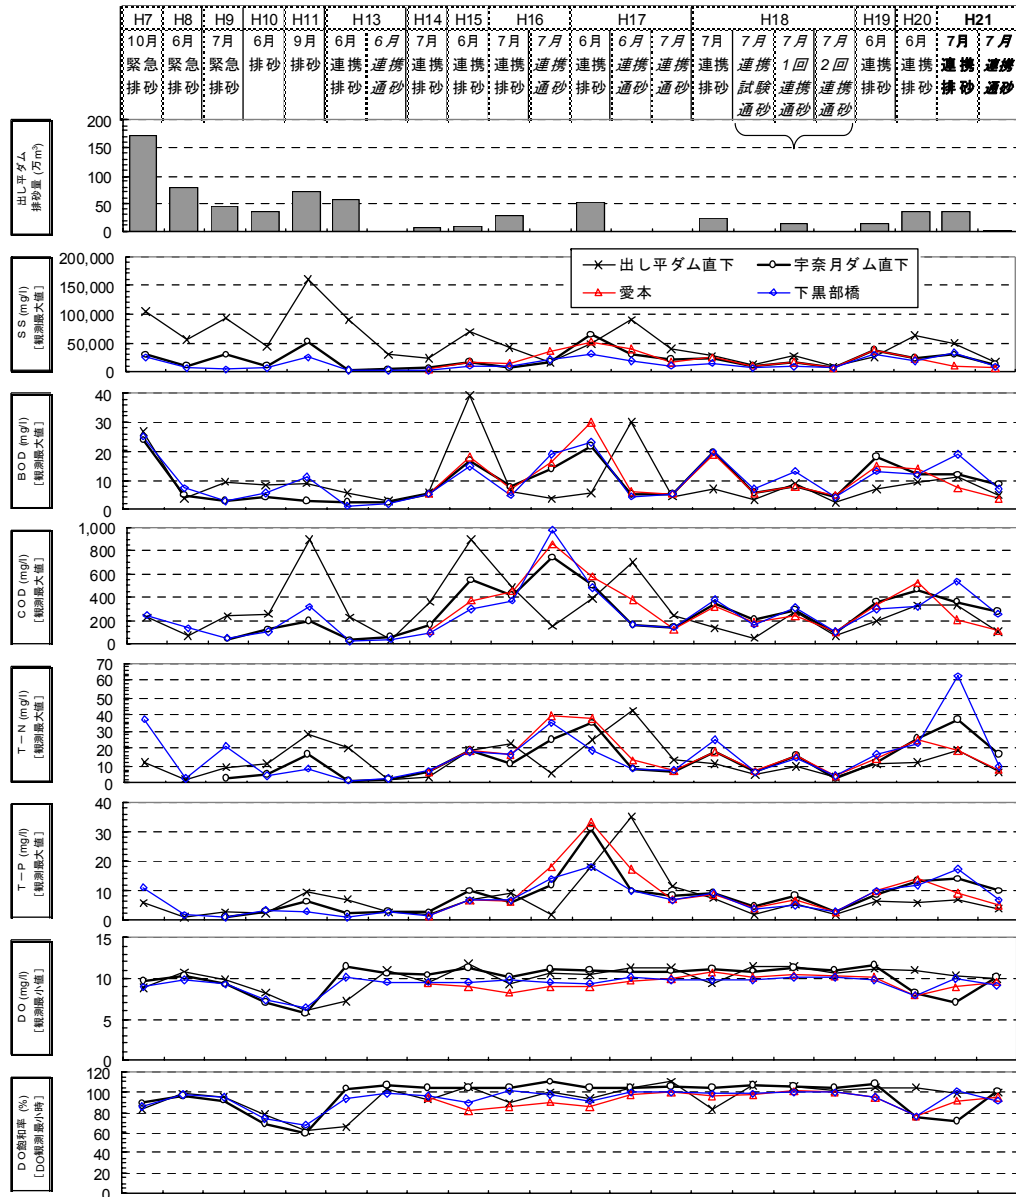 H7 H8 H9 H10 H11 H13 H14 H15 H16 H17 H18 H19 H20 H21
10月 6月 7月 6月 9月 6月 6月 7月 6月 7月 7月 6月 6月 7月 7月 7月 7月 7月 6月 6月 7月 7月
緊急 緊急 緊急 排砂 排砂 連携 連携 連携 連携 連携 連携 連携 連携 連携 連携 連携 1回 2回 連携 連携 連携 連携
排砂 排砂 排砂 排砂 通砂 排砂 排砂 排砂 通砂 排砂 通砂 通砂 排砂 試験 連携 連携 排砂 排砂 排砂 通砂
通砂 通砂 通砂
出し平ダム
排砂量 (万m³)
200
150
100
50
0
SS (mg/l)
[観測最大値]
200,000
150,000
100,000
50,000
0
出し平ダム直下 宇奈月ダム直下
愛本 下黒部橋
BOD (mg/l)
[観測最大値]
40
30
20
10
0
COD (mg/l)
[観測最大値]
1,000
800
600
400
200
0
T-N (mg/l)
[観測最大値]
70
60
50
40
30
20
10
0
T-P (mg/l)
[観測最大値]
40
30
20
10
0
DO (mg/l)
[観測最小値]
15
10
5
0
DO飽和率 (%)
[DO観測最小時]
120
100
80
60
40
20
0